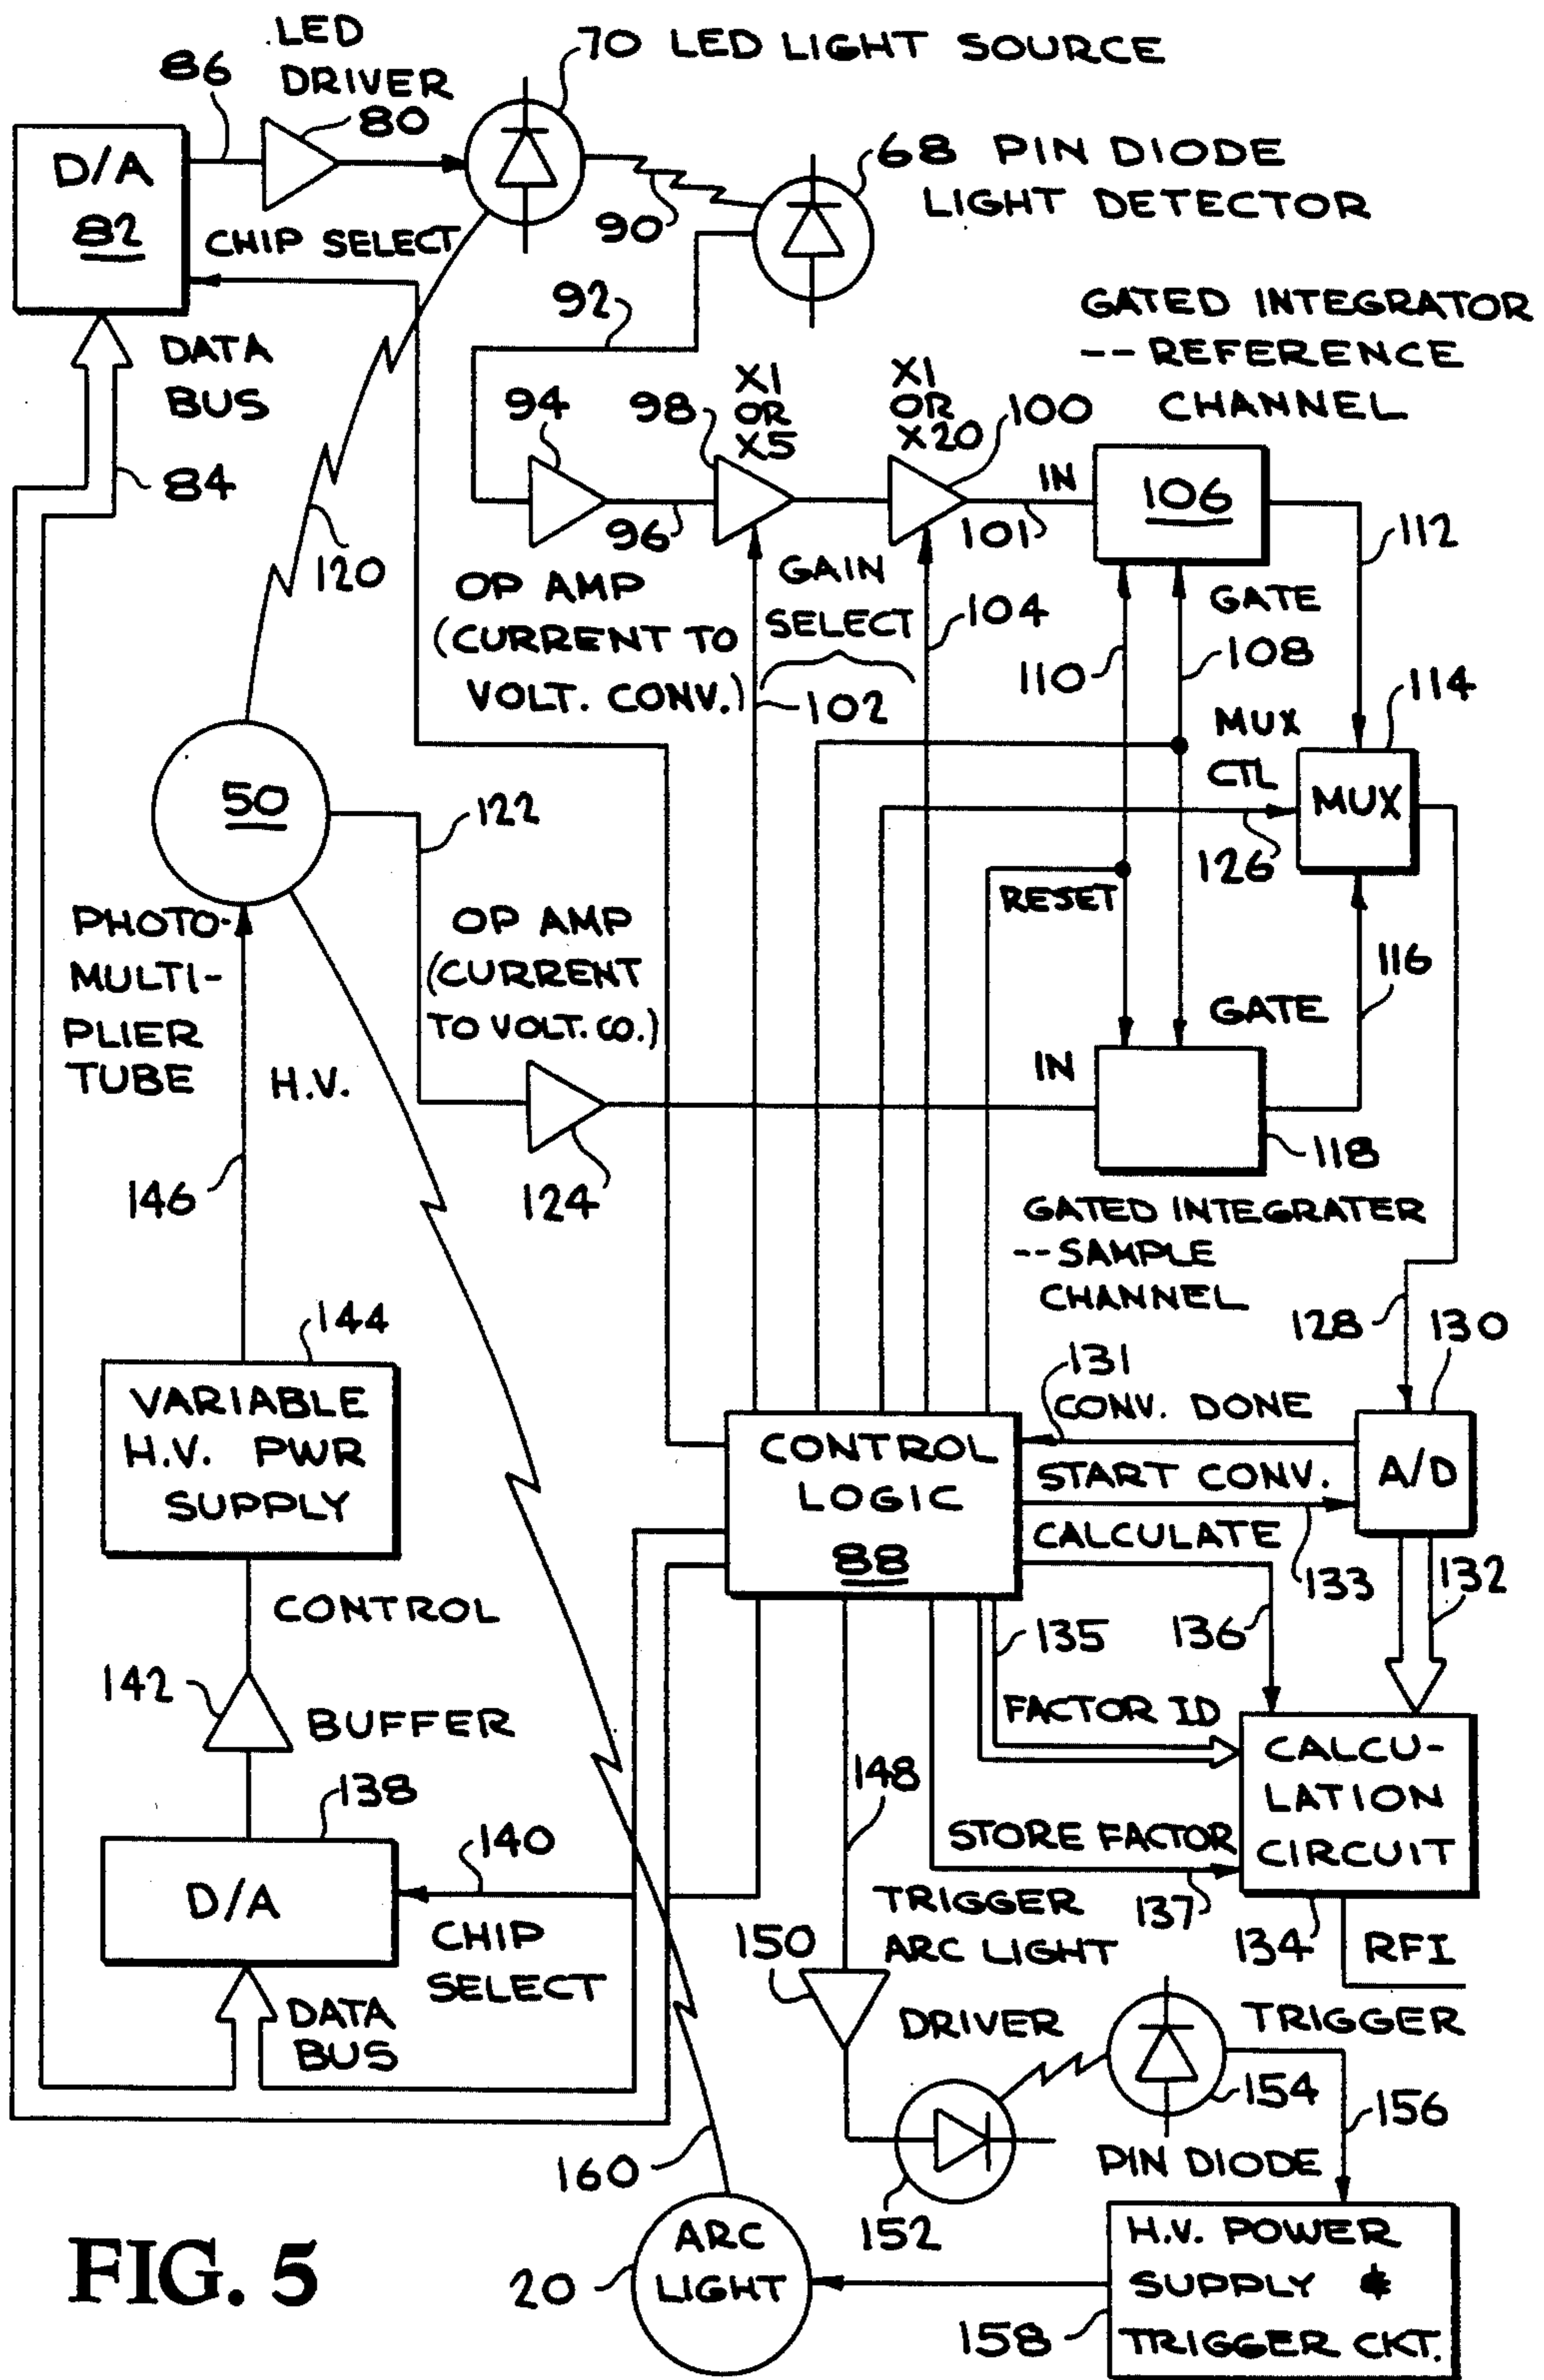 LED
DRIVER
86
80
70 LED LIGHT SOURCE
D/A
82
CHIP SELECT
90
68 PIN DIODE
LIGHT DETECTOR
DATA
BUS
84
92
GATED INTEGRATOR
-- REFERENCE
CHANNEL
94
98
X1
OR
X5
X1
OR
X20
100
96
101
IN
106
112
120
OP AMP
(CURRENT TO
VOLT. CONV.)
GAIN
SELECT
102
104
110
GATE
108
114
MUX
CTL
MUX
126
50
122
PHOTO-
MULTI-
PLIER
TUBE
H.V.
OP AMP
(CURRENT
TO VOLT. CO.)
RESET
116
GATE
IN
118
124
146
GATED INTEGRATER
-- SAMPLE
CHANNEL
128
130
144
VARIABLE
H.V. PWR
SUPPLY
131
CONV. DONE
CONTROL
LOGIC
88
START CONV.
A/D
CALCULATE
133
132
CONTROL
135
136
142
BUFFER
FACTOR ID
CALCU-
LATION
CIRCUIT
148
138
STORE FACTOR
137
134
RFI
D/A
140
CHIP
SELECT
TRIGGER
ARC LIGHT
150
DATA
BUS
DRIVER
TRIGGER
154
156
PIN DIODE
160
152
ARC
LIGHT
20
H.V. POWER
SUPPLY &
TRIGGER CKT.
158
FIG. 5